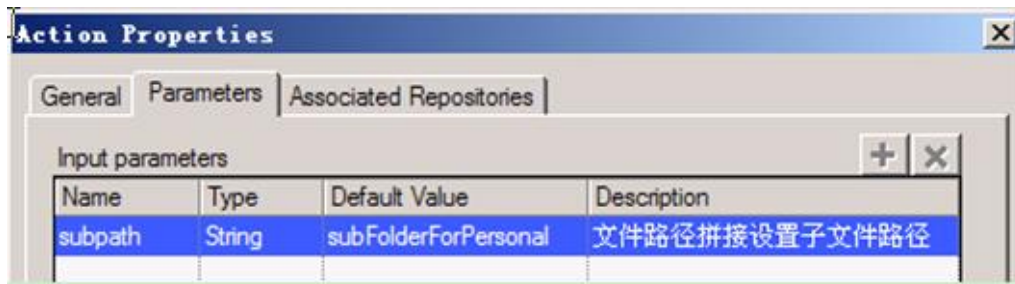 Action Properties
General Parameters Associated Repositories
Input parameters
Name Type Default Value Description
subpath String subFolderForPersonal 文件路径拼接设置子文件路径